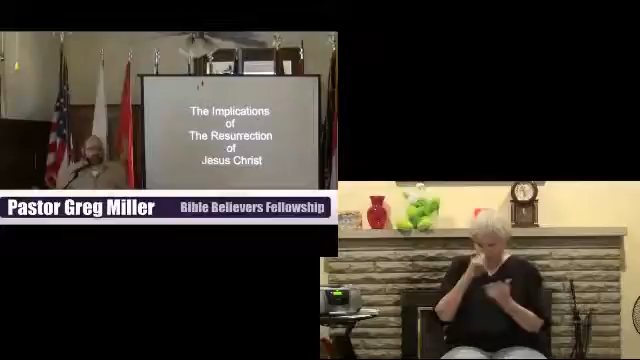 The Implications
of
The Resurrection
of
Jesus Christ
Pastor Greg Miller
Bible Believers Fellowship